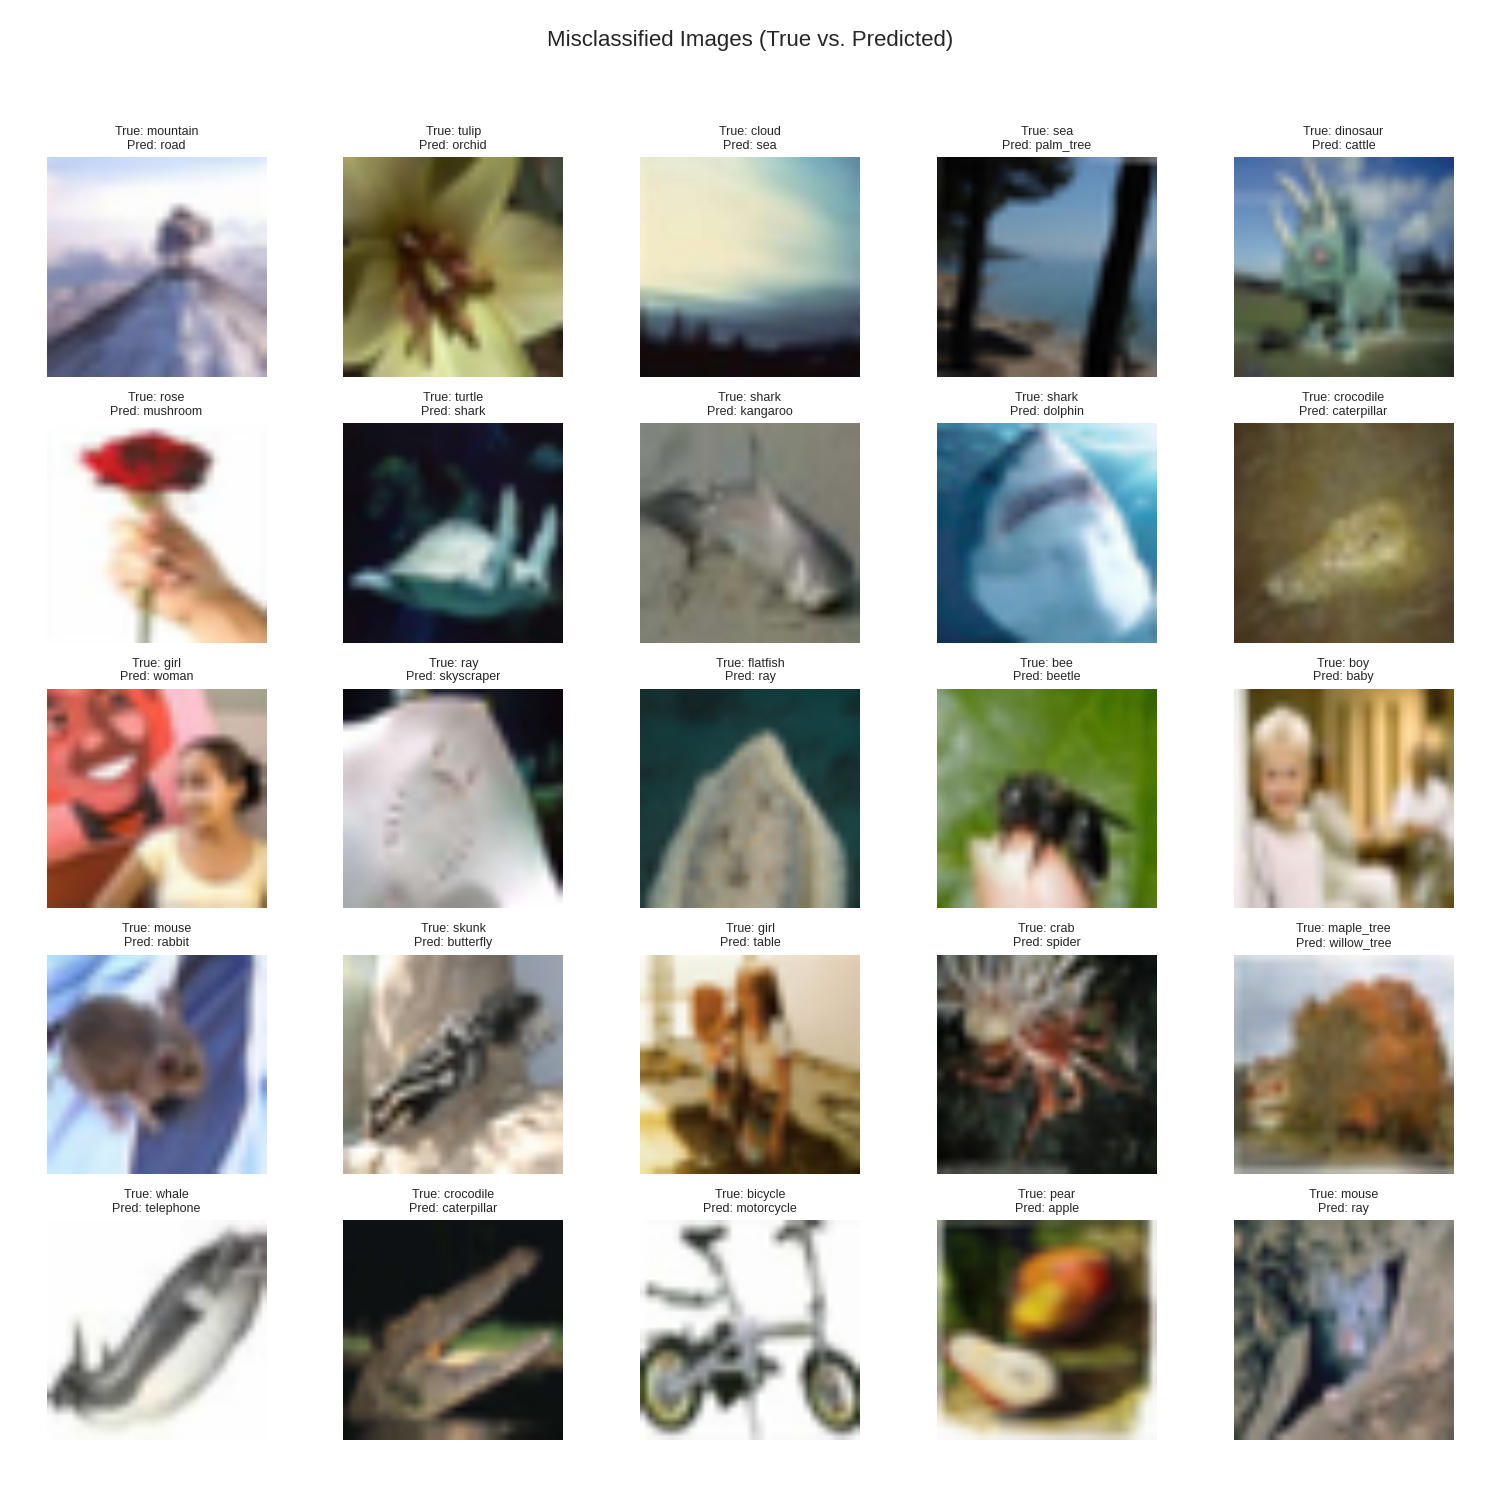 Misclassified Images (True vs. Predicted)
True: mountain
Pred: road
True: tulip
Pred: orchid
True: cloud
Pred: sea
True: sea
Pred: palm_tree
True: dinosaur
Pred: cattle
True: rose
Pred: mushroom
True: turtle
Pred: shark
True: shark
Pred: kangaroo
True: shark
Pred: dolphin
True: crocodile
Pred: caterpillar
True: girl
Pred: woman
True: ray
Pred: skyscraper
True: flatfish
Pred: ray
True: bee
Pred: beetle
True: boy
Pred: baby
True: mouse
Pred: rabbit
True: skunk
Pred: butterfly
True: girl
Pred: table
True: crab
Pred: spider
True: maple_tree
Pred: willow_tree
True: whale
Pred: telephone
True: crocodile
Pred: caterpillar
True: bicycle
Pred: motorcycle
True: pear
Pred: apple
True: mouse
Pred: ray